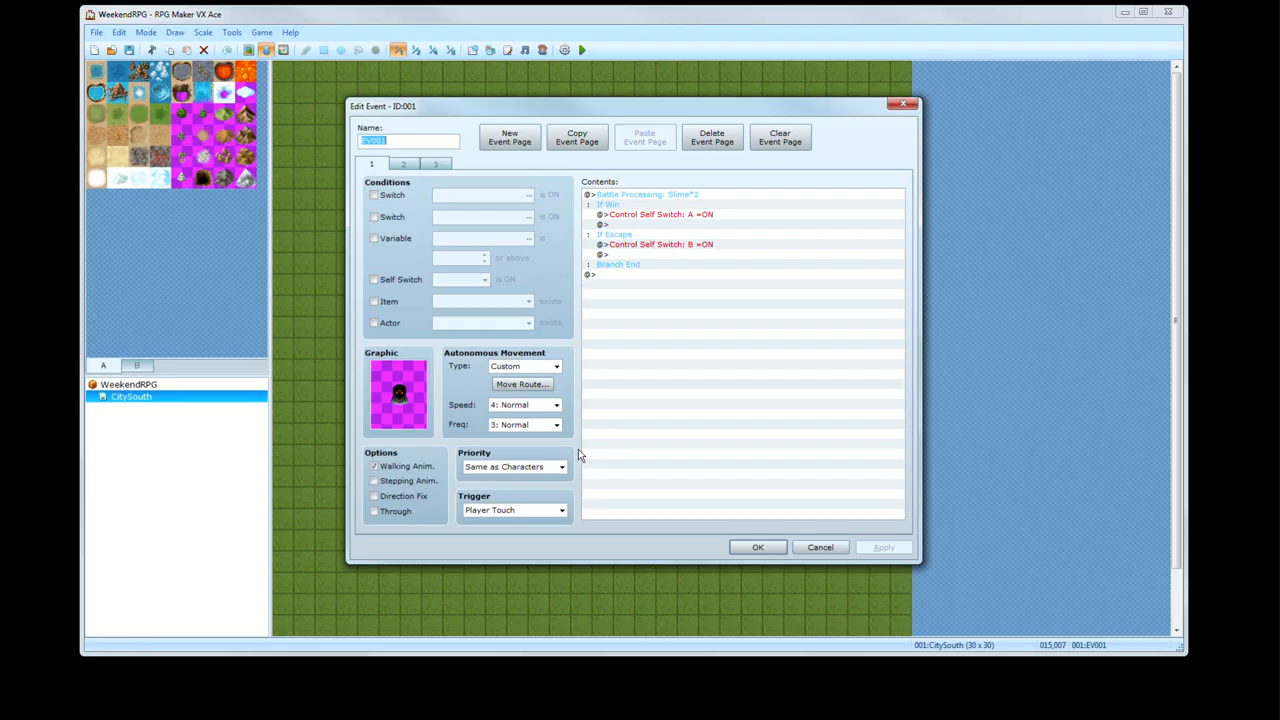 WeekendRPG - RPG Maker VX Ace
File Edit Mode Draw Scale Tools Game Help
Edit Event - ID:001
Name:
EV001
New Event Page
Copy Event Page
Paste Event Page
Delete Event Page
Clear Event Page
1 2 3
Conditions
Switch ... is ON
Switch ... is ON
Variable ... is
or above
Self Switch is ON
Item exists
Actor exists
Graphic
Autonomous Movement
Type: Custom
Move Route...
Speed: 4: Normal
Freq: 3: Normal
Options
Walking Anim.
Stepping Anim.
Direction Fix
Through
Priority
Same as Characters
Trigger
Player Touch
Contents:
@>Battle Processing: Slime*2
: If Win
@>Control Self Switch: A =ON
@>
: If Escape
@>Control Self Switch: B =ON
@>
: Branch End
@>
OK Cancel Apply
A B
WeekendRPG
CitySouth
001:CitySouth (30 x 30) 015,007 001:EV001